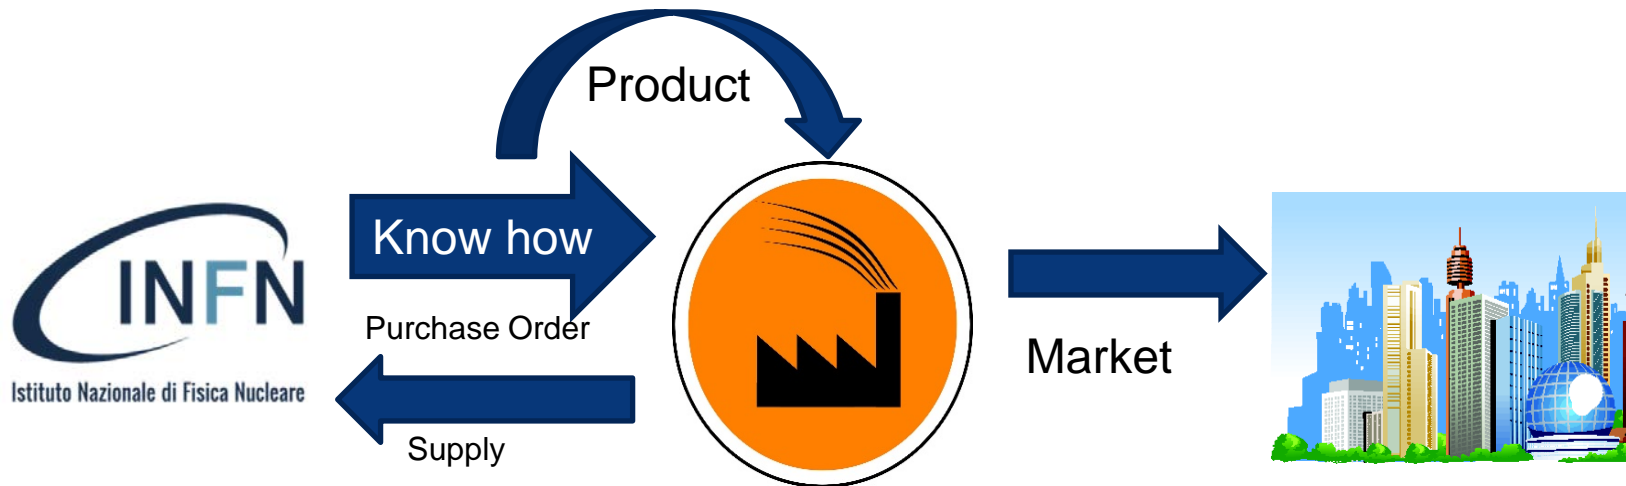 Product
Know how
INFN
Istituto Nazionale di Fisica Nucleare
Purchase Order
Supply
Market